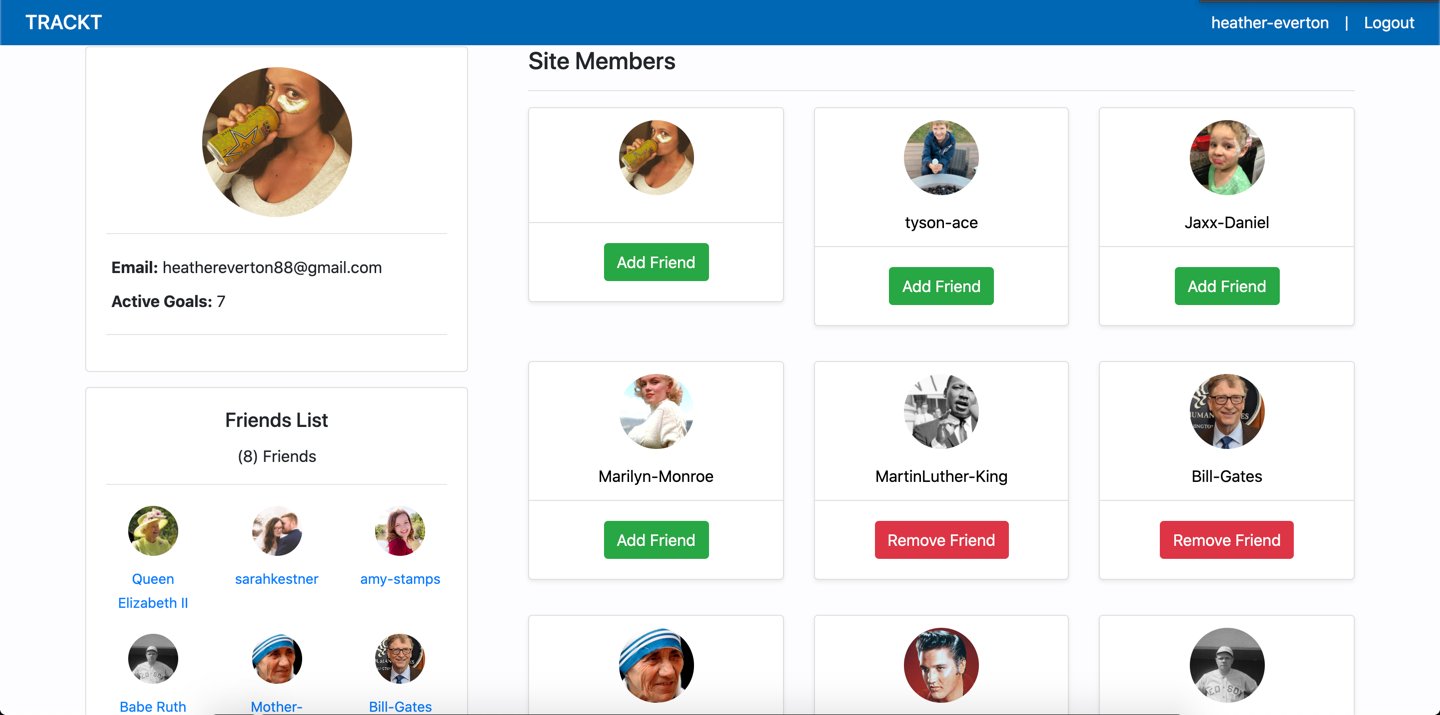 TRACKT
heather-everton | Logout
Email: heathereverton88@gmail.com
Active Goals: 7
Friends List
(8) Friends
Queen
Elizabeth II
sarahkestner
amy-stamps
Babe Ruth
Mother-
Bill-Gates
Site Members
Add Friend
tyson-ace
Add Friend
Jaxx-Daniel
Add Friend
Marilyn-Monroe
Add Friend
MartinLuther-King
Remove Friend
Bill-Gates
Remove Friend